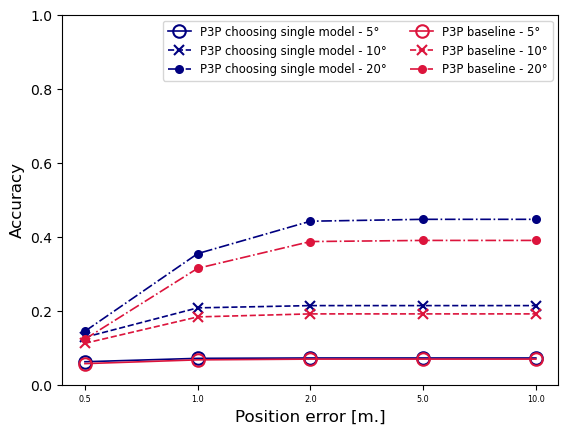 1.0
0.8
0.6
0.4
0.2
0.0
Accuracy
P3P choosing single model - 5°
P3P choosing single model - 10°
P3P choosing single model - 20°
P3P baseline - 5°
P3P baseline - 10°
P3P baseline - 20°
0.5 1.0 2.0 5.0 10.0
Position error [m.]